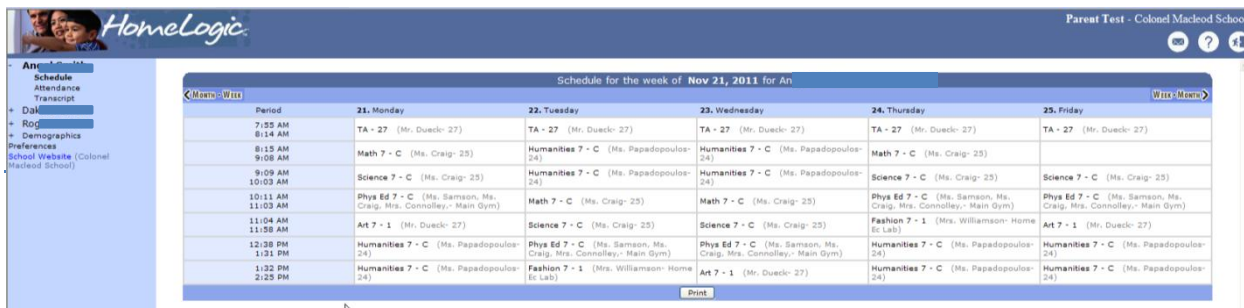 HomeLogic
Parent Test - Colonel Macleod Schoo
- An
Schedule
Attendance
Transcript
+ Dak
+ Rog
+ Demographics
Preferences
School Website (Colonel
Macleod School)
Schedule for the week of Nov 21, 2011 for An
Month - Week
Week - Month
Period 21. Monday 22. Tuesday 23. Wednesday 24. Thursday 25. Friday
7:55 AM
8:14 AM
TA - 27 (Mr. Dueck- 27)
TA - 27 (Mr. Dueck- 27)
TA - 27 (Mr. Dueck- 27)
TA - 27 (Mr. Dueck- 27)
TA - 27 (Mr. Dueck- 27)
8:15 AM
9:08 AM
Math 7 - C (Ms. Craig- 25)
Humanities 7 - C (Ms. Papadopoulos-
24)
Humanities 7 - C (Ms. Papadopoulos-
24)
Math 7 - C (Ms. Craig- 25)
9:09 AM
10:03 AM
Science 7 - C (Ms. Craig- 25)
Humanities 7 - C (Ms. Papadopoulos-
24)
Humanities 7 - C (Ms. Papadopoulos-
24)
Science 7 - C (Ms. Craig- 25)
Science 7 - C (Ms. Craig- 25)
10:11 AM
11:03 AM
Phys Ed 7 - C (Ms. Samson, Ms.
Craig, Mrs. Connolley,- Main Gym)
Math 7 - C (Ms. Craig- 25)
Math 7 - C (Ms. Craig- 25)
Phys Ed 7 - C (Ms. Samson, Ms.
Craig, Mrs. Connolley,- Main Gym)
Phys Ed 7 - C (Ms. Samson, Ms.
Craig, Mrs. Connolley,- Main Gym)
11:04 AM
11:58 AM
Art 7 - 1 (Mr. Dueck- 27)
Science 7 - C (Ms. Craig- 25)
Science 7 - C (Ms. Craig- 25)
Fashion 7 - 1 (Mrs. Williamson- Home
Ec Lab)
Art 7 - 1 (Mr. Dueck- 27)
12:38 PM
1:31 PM
Humanities 7 - C (Ms. Papadopoulos-
24)
Phys Ed 7 - C (Ms. Samson, Ms.
Craig, Mrs. Connolley,- Main Gym)
Phys Ed 7 - C (Ms. Samson, Ms.
Craig, Mrs. Connolley,- Main Gym)
Humanities 7 - C (Ms. Papadopoulos-
24)
Humanities 7 - C (Ms. Papadopoulos-
24)
1:32 PM
2:25 PM
Humanities 7 - C (Ms. Papadopoulos-
24)
Fashion 7 - 1 (Mrs. Williamson- Home
Ec Lab)
Art 7 - 1 (Mr. Dueck- 27)
Humanities 7 - C (Ms. Papadopoulos-
24)
Humanities 7 - C (Ms. Papadopoulos-
24)
Print